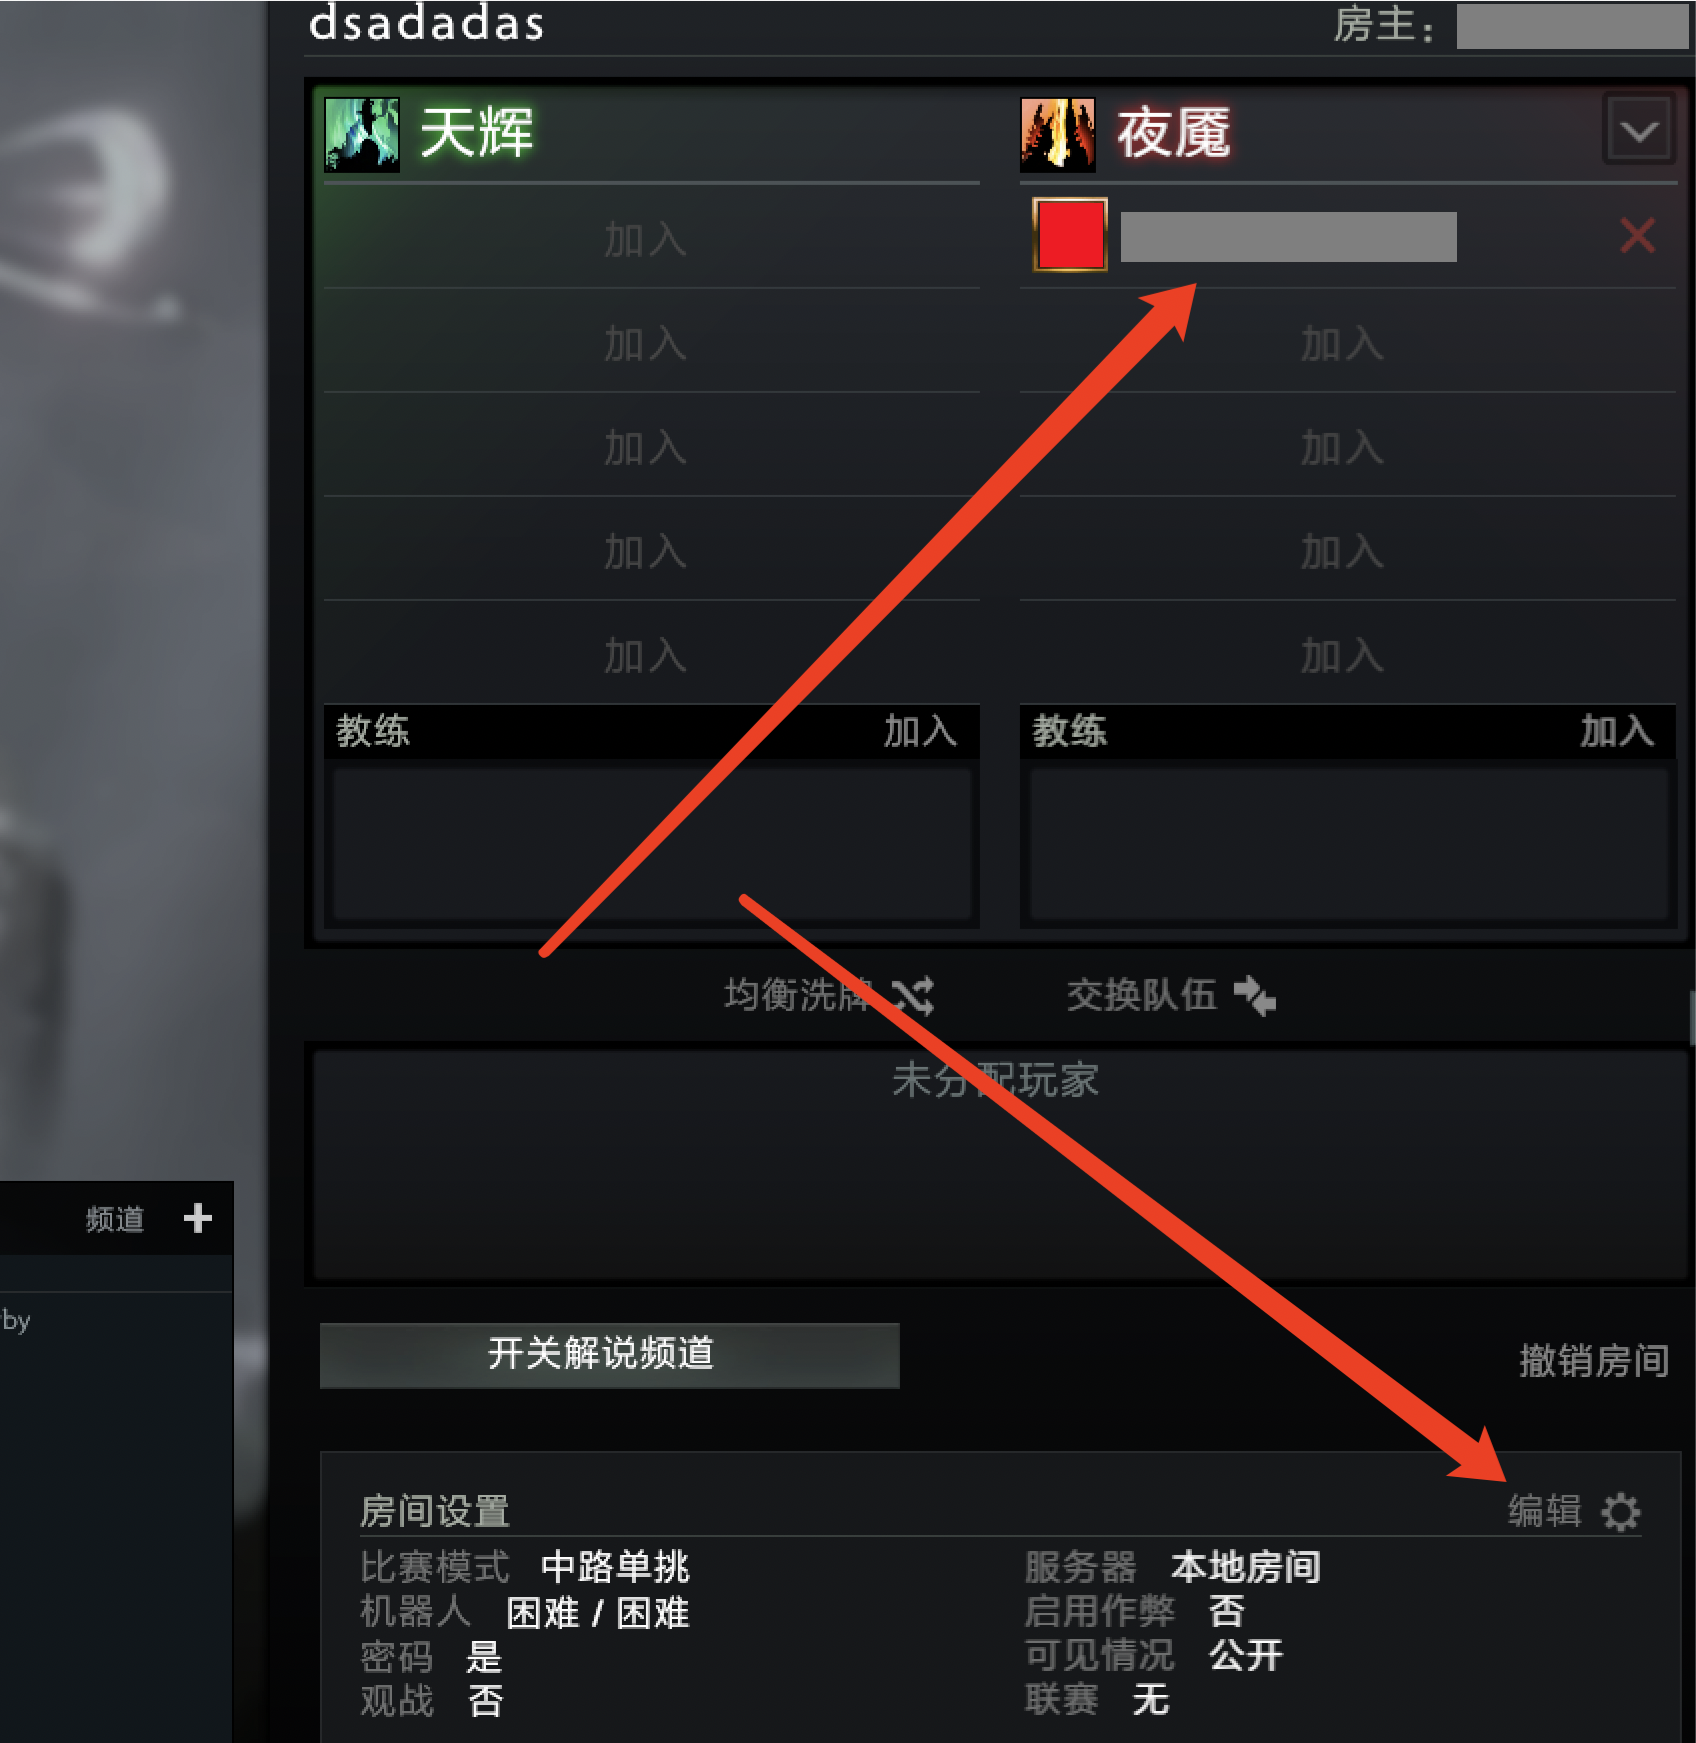 dsadadas
房主：
天辉
夜魇
加入
加入 加入
加入 加入
加入 加入
加入 加入
教练 加入 教练 加入
均衡洗牌 交换队伍
未分配玩家
频道 +
by
开关解说频道 撤销房间
房间设置 编辑
比赛模式 中路单挑 服务器 本地房间
机器人 困难 / 困难 启用作弊 否
密码 是 可见情况 公开
观战 否 联赛 无